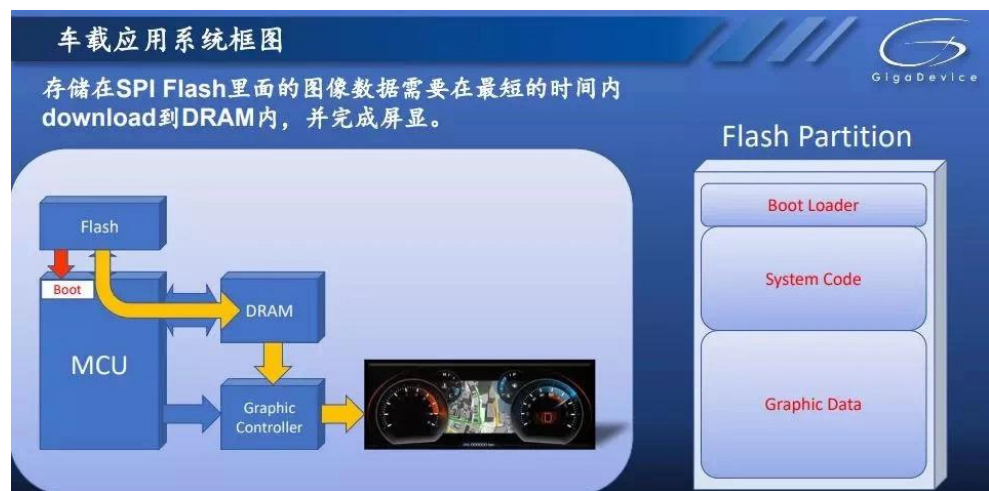 车载应用系统框图
GigaDevice
存储在SPI Flash里面的图像数据需要在最短的时间内
download到DRAM内，并完成屏显。
Flash Partition
Flash
Boot
MCU
DRAM
Graphic
Controller
Boot Loader
System Code
Graphic Data